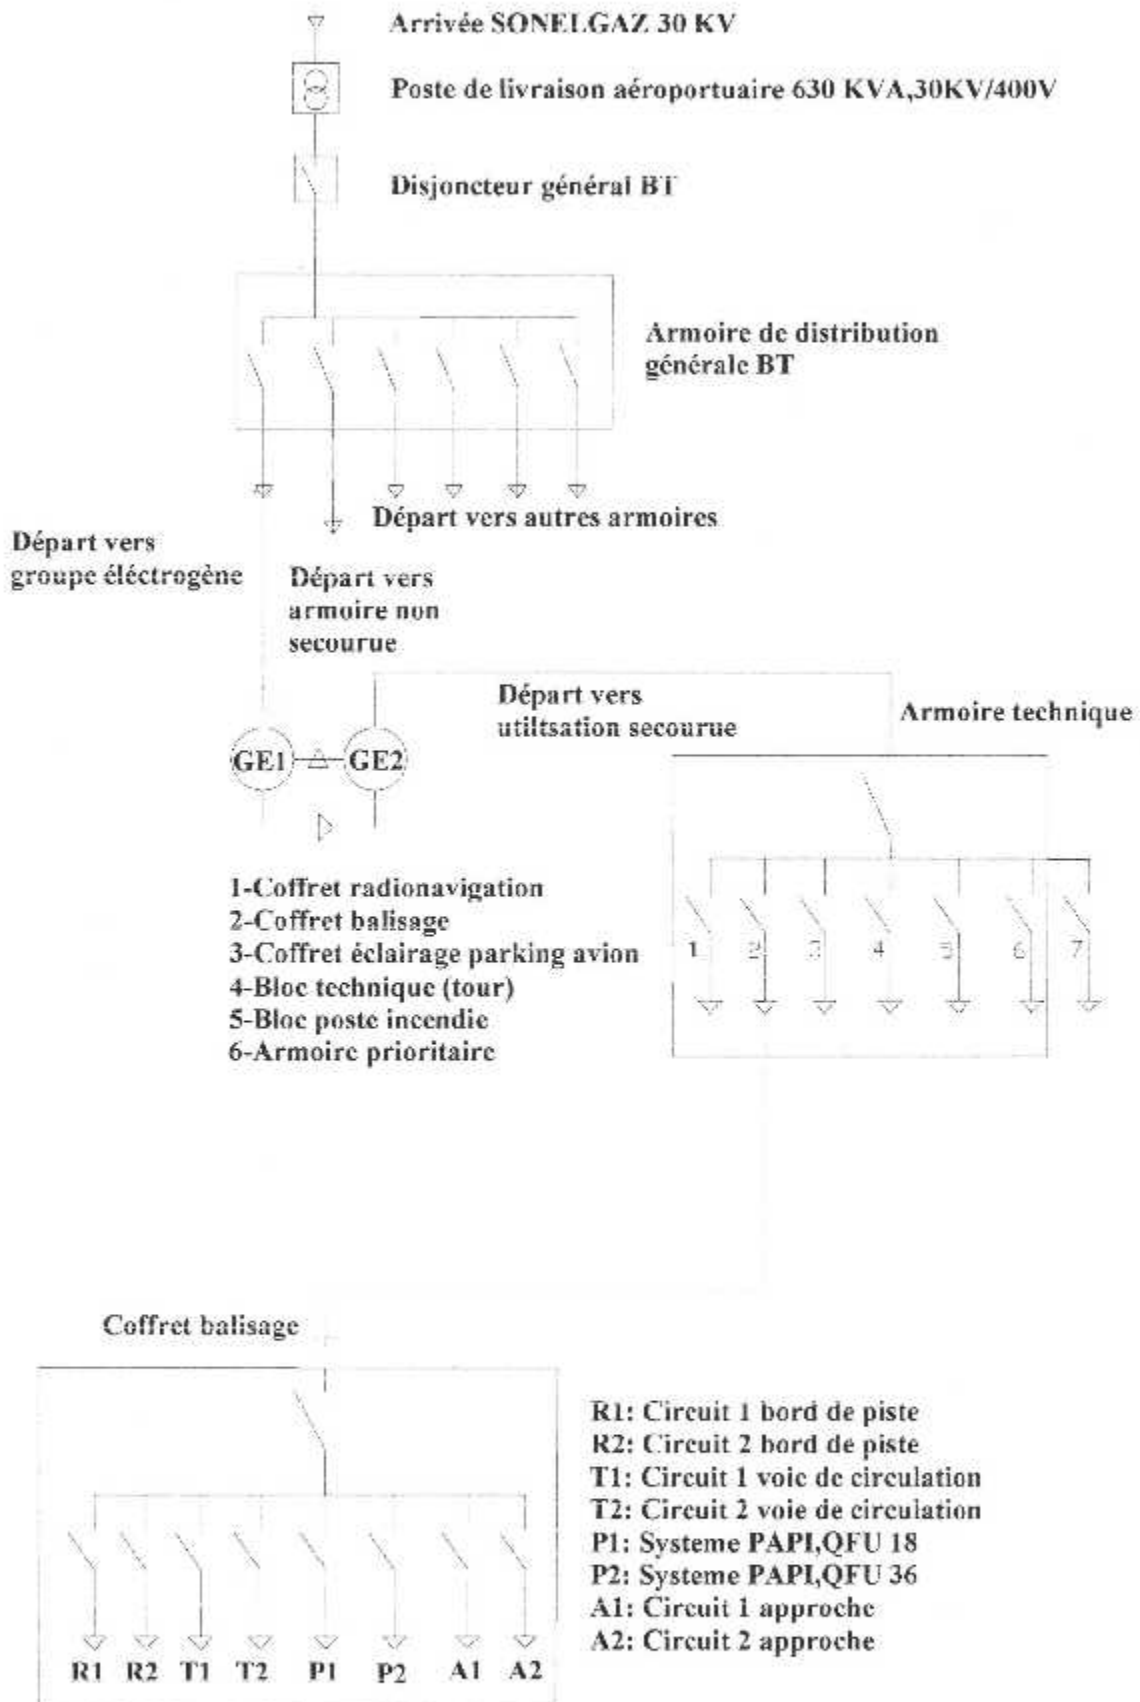 Arrivée SONELGAZ 30 KV
Poste de livraison aéroportuaire 630 KVA,30KV/400V
Disjoncteur général BT
Armoire de distribution
générale BT
Départ vers autres armoires
Départ vers
groupe éléctrogène
Départ vers
armoire non
secourue
Départ vers
utiltsation secourue
Armoire technique
GE1
GE2
1-Coffret radionavigation
2-Coffret balisage
3-Coffret éclairage parking avion
4-Bloc technique (tour)
5-Bloc poste incendie
6-Armoire prioritaire
1 2 3 4 5 6 7
Coffret balisage
R1: Circuit 1 bord de piste
R2: Circuit 2 bord de piste
T1: Circuit 1 voie de circulation
T2: Circuit 2 voie de circulation
P1: Systeme PAPI,QFU 18
P2: Systeme PAPI,QFU 36
A1: Circuit 1 approche
A2: Circuit 2 approche
R1 R2 T1 T2 P1 P2 A1 A2